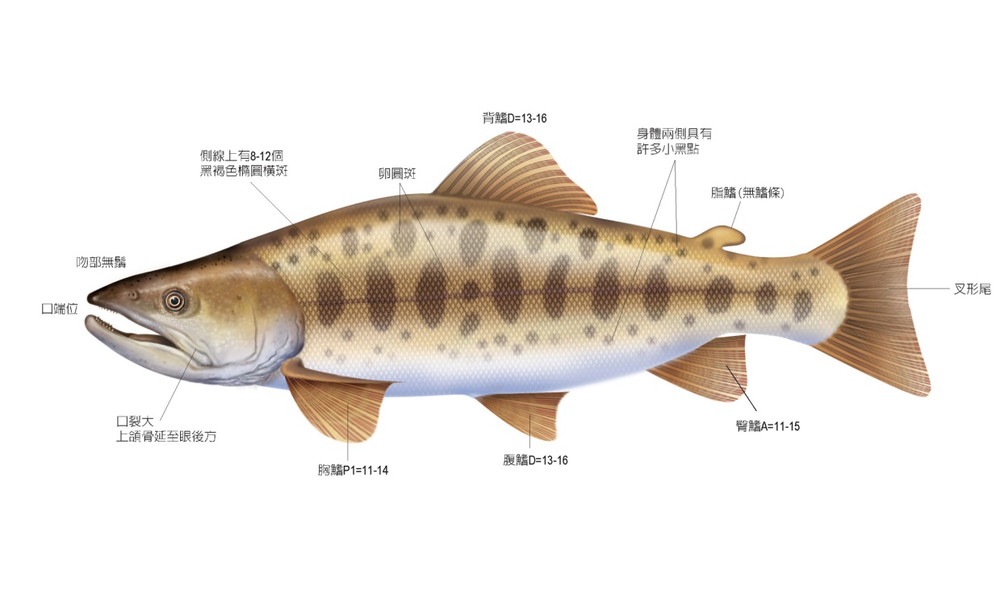 背鰭D=13-16
身體兩側具有
許多小黑點
側線上有8-12個
黑褐色橢圓橫斑
卵圓斑
脂鰭(無鰭條)
吻部無鬚
口端位
叉形尾
口裂大
上頜骨延至眼後方
臀鰭A=11-15
腹鰭D=13-16
胸鰭P1=11-14